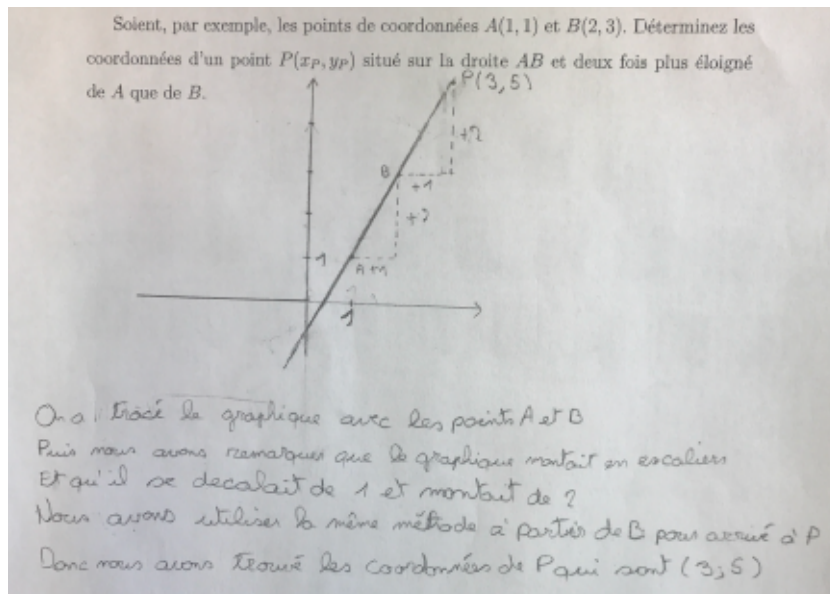 Soient, par exemple, les points de coordonnées A(1, 1) et B(2, 3). Déterminez les
coordonnées d'un point P(x_P, y_P) situé sur la droite AB et deux fois plus éloigné
de A que de B.
P(3, 5)
+2
B
+1
+2
1
A +1
1
On a tracé le graphique avec les points A et B
Puis nous avons remarques que le graphique montait en escaliers
Et qu'il se decalait de 1 et montait de 2
Nous avons utiliser la même méthode à partir de B pour arrivé à P
Donc nous avons trouvé les coordonnées de P qui sont (3;5)